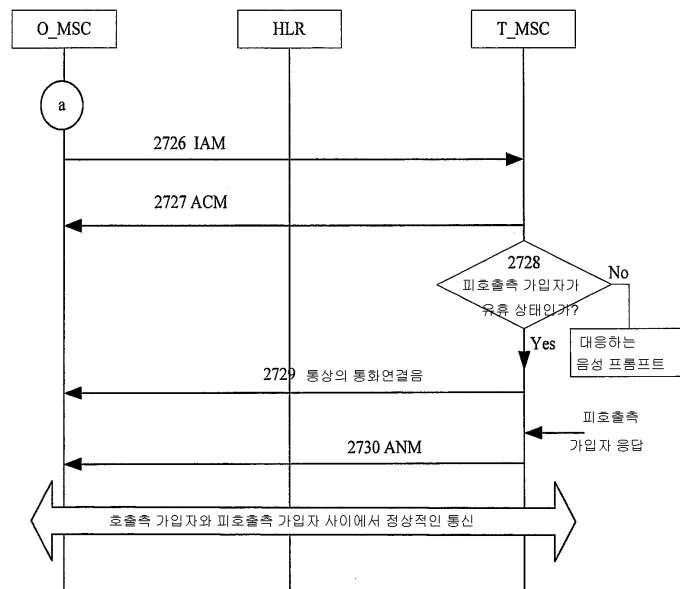 O_MSC
HLR
T_MSC
a
2726 IAM
2727 ACM
2728
피호출측 가입자가
유휴 상태인가?
No
대응하는
음성 프롬프트
Yes
2729 통상의 통화연결음
피호출측
가입자 응답
2730 ANM
호출측 가입자와 피호출측 가입자 사이에서 정상적인 통신